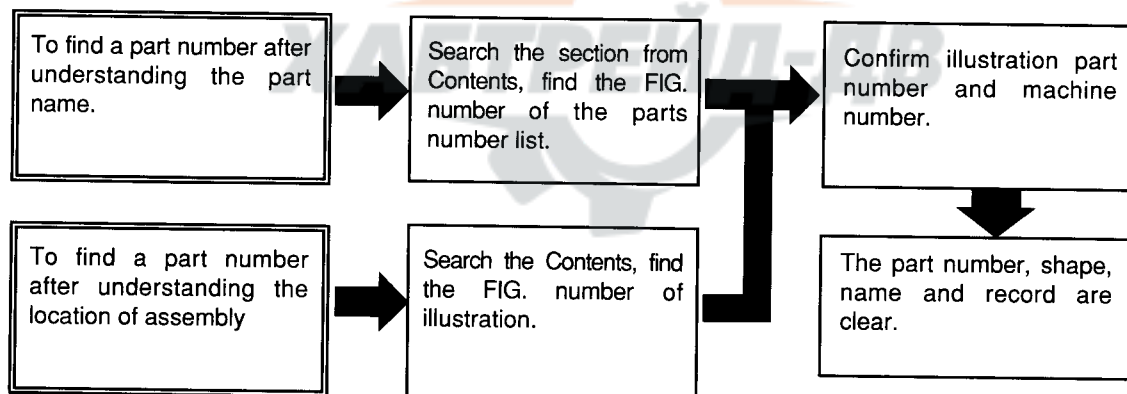 To find a part number after
understanding the part
name.
Search the section from
Contents, find the FIG.
number of the parts
number list.
Confirm illustration part
number and machine
number.
To find a part number
after understanding the
location of assembly
Search the Contents, find
the FIG. number of
illustration.
The part number, shape,
name and record are
clear.
ХАГТРЕЙД-ДВ